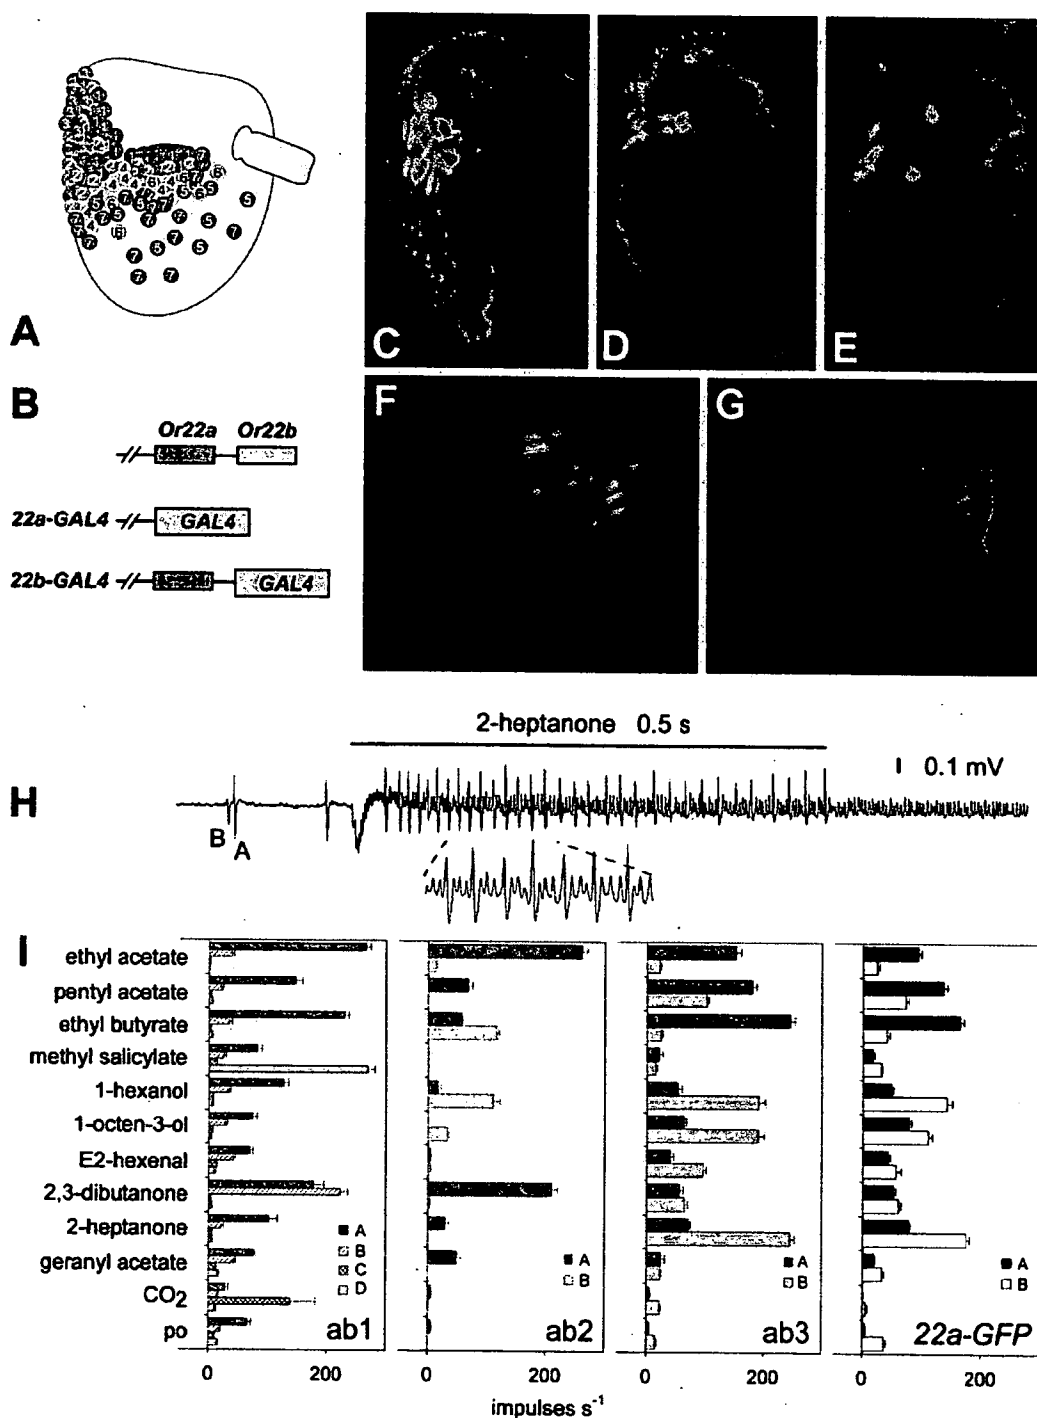 A
B
Or22a Or22b
22a-GAL4 GAL4
22b-GAL4 GAL4
C
D
E
F
G
H
2-heptanone 0.5 s
0.1 mV
B
A
I
ethyl acetate
pentyl acetate
ethyl butyrate
methyl salicylate
1-hexanol
1-octen-3-ol
E2-hexenal
2,3-dibutanone
2-heptanone
geranyl acetate
CO2
po
A
B
C
D
ab1
A
B
ab2
A
B
ab3
A
B
22a-GFP
0 200 0 200 0 200 0 200
impulses s-1